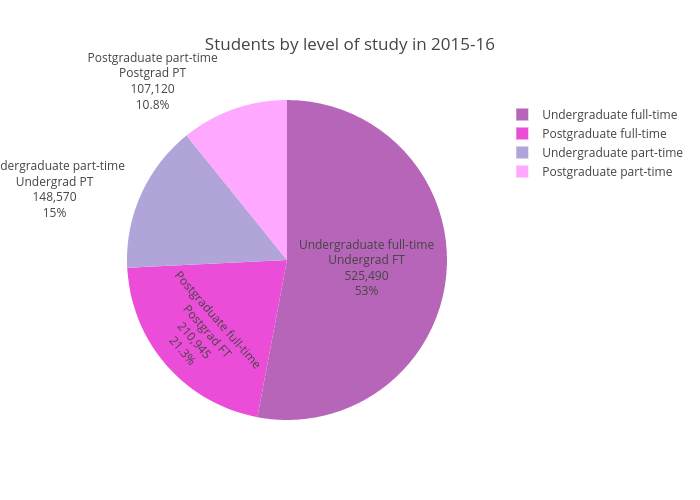 Students by level of study in 2015-16
Postgraduate part-time
Postgrad PT
107,120
10.8%
dergraduate part-time
Undergrad PT
148,570
15%
Undergraduate full-time
Undergrad FT
525,490
53%
Postgraduate full-time
Postgrad FT
210,945
21.3%
Undergraduate full-time
Postgraduate full-time
Undergraduate part-time
Postgraduate part-time